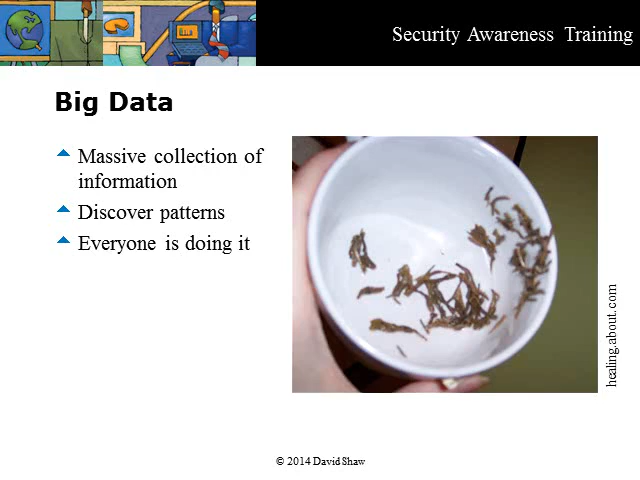 Security Awareness Training
Big Data
Massive collection of
information
Discover patterns
Everyone is doing it
healing.about.com
© 2014 David Shaw